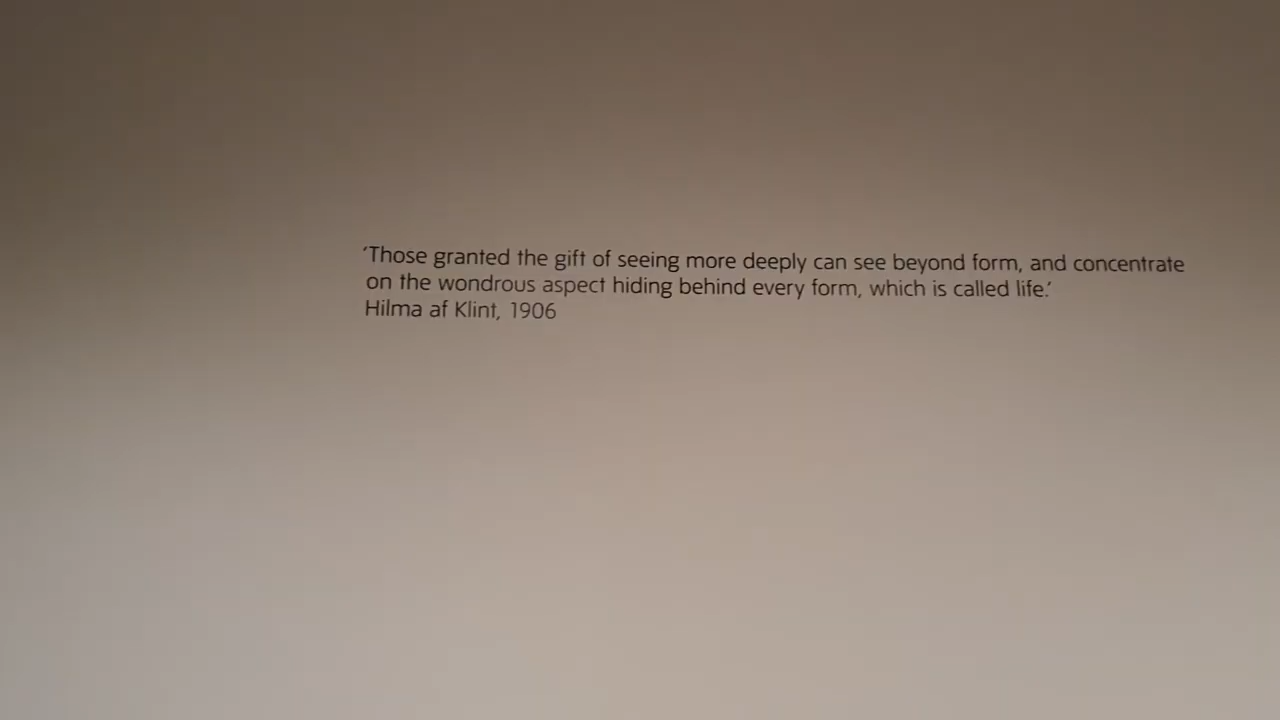 ‘Those granted the gift of seeing more deeply can see beyond form, and concentrate
on the wondrous aspect hiding behind every form, which is called life.’
Hilma af Klint, 1906